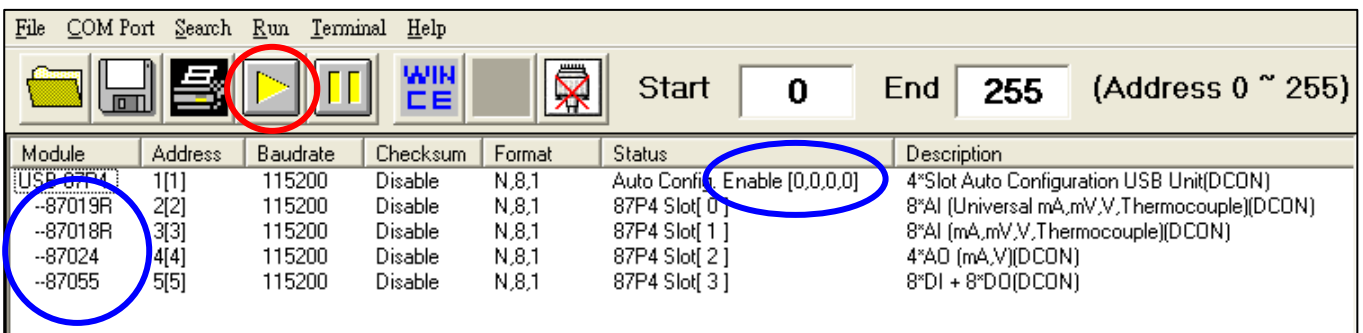 File COM Port Search Run Terminal Help
WIN CE Start 0 End 255 (Address 0 ~ 255)
Module Address Baudrate Checksum Format Status Description
USB-87P4 1[1] 115200 Disable N,8,1 Auto Config. Enable [0,0,0,0] 4*Slot Auto Configuration USB Unit(DCON)
--87019R 2[2] 115200 Disable N,8,1 87P4 Slot[ 0 ] 8*AI (Universal mA,mV,V,Thermocouple)(DCON)
--87018R 3[3] 115200 Disable N,8,1 87P4 Slot[ 1 ] 8*AI (mA,mV,V,Thermocouple)(DCON)
--87024 4[4] 115200 Disable N,8,1 87P4 Slot[ 2 ] 4*AO (mA,V)(DCON)
--87055 5[5] 115200 Disable N,8,1 87P4 Slot[ 3 ] 8*DI + 8*DO(DCON)